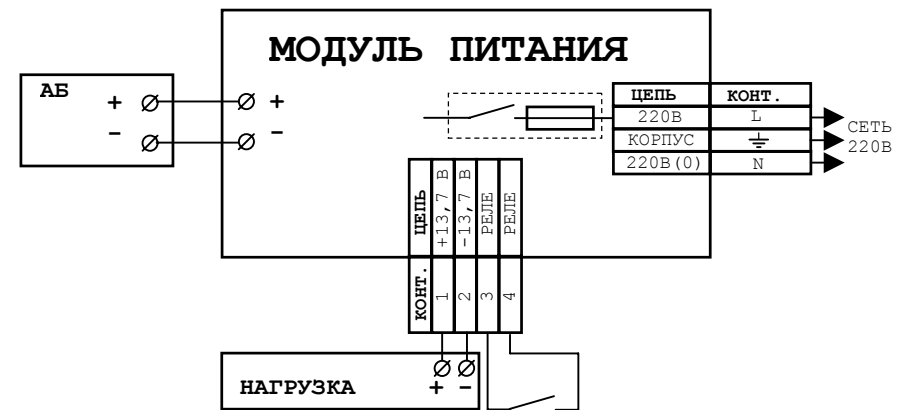 МОДУЛЬ ПИТАНИЯ
АБ
+
−
+
−
ЦЕПЬ КОНТ.
220В L
КОРПУС
220В(0) N
СЕТЬ
220В
ЦЕПЬ
+13,7 В
-13,7 В
РЕЛЕ
РЕЛЕ
КОНТ.
1
2
3
4
НАГРУЗКА
+ −